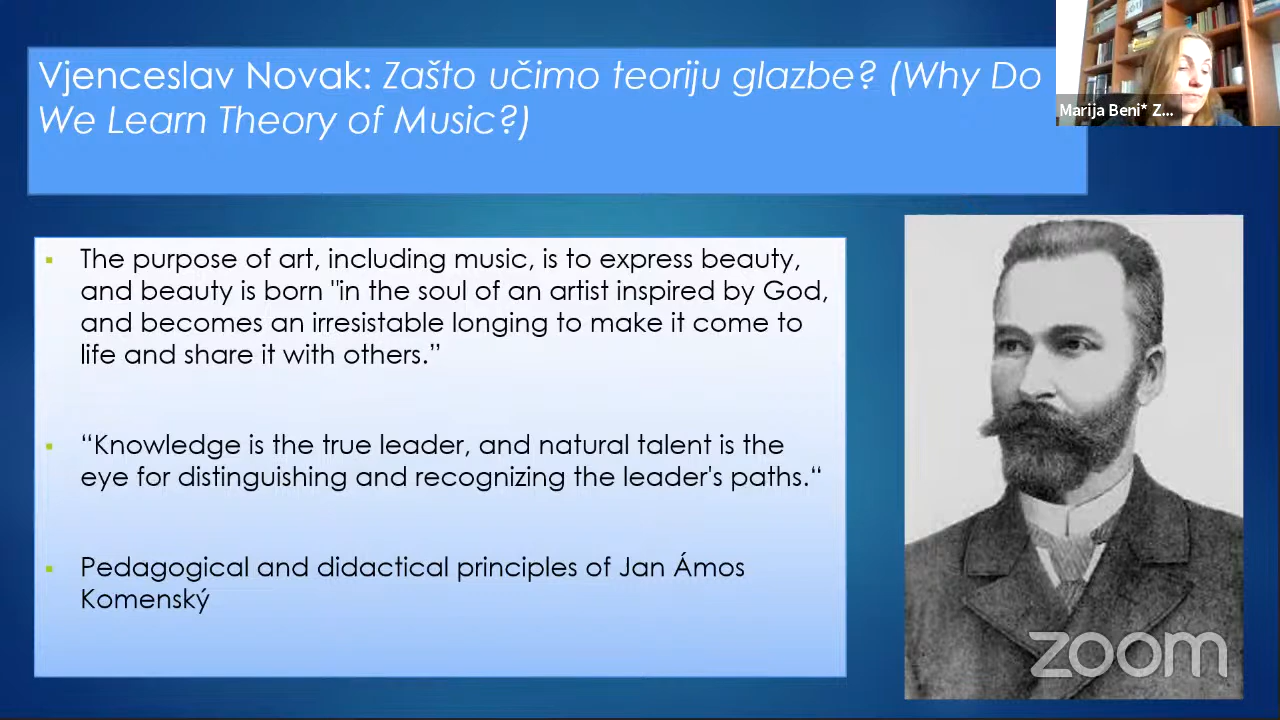 Vjenceslav Novak: Zašto učimo teoriju glazbe? (Why Do
We Learn Theory of Music?)
Marija Beni* Z...
The purpose of art, including music, is to express beauty,
and beauty is born "in the soul of an artist inspired by God,
and becomes an irresistable longing to make it come to
life and share it with others.”
“Knowledge is the true leader, and natural talent is the
eye for distinguishing and recognizing the leader's paths.“
Pedagogical and didactical principles of Jan Ámos
Komenský
zoom